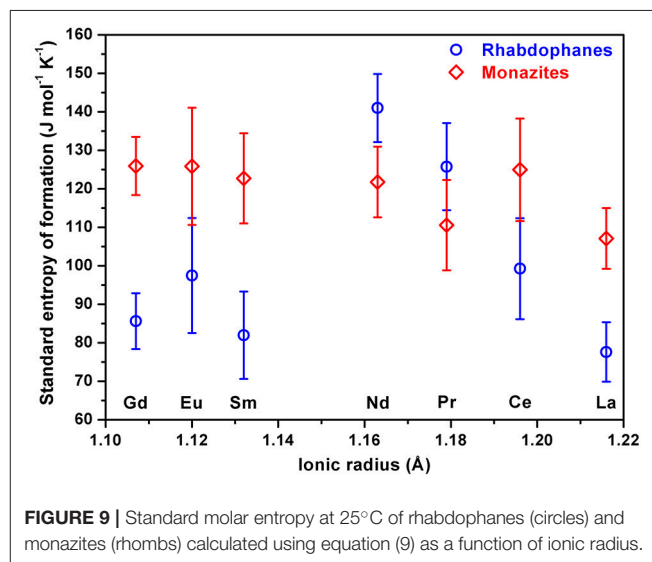 160
150
140
130
120
110
100
90
80
70
60
Standard entropy of formation (J mol⁻¹ K⁻¹)
Rhabdophanes
Monazites
Gd Eu Sm Nd Pr Ce La
1.10 1.12 1.14 1.16 1.18 1.20 1.22
Ionic radius (Å)
FIGURE 9 | Standard molar entropy at 25°C of rhabdophanes (circles) and
monazites (rhombs) calculated using equation (9) as a function of ionic radius.